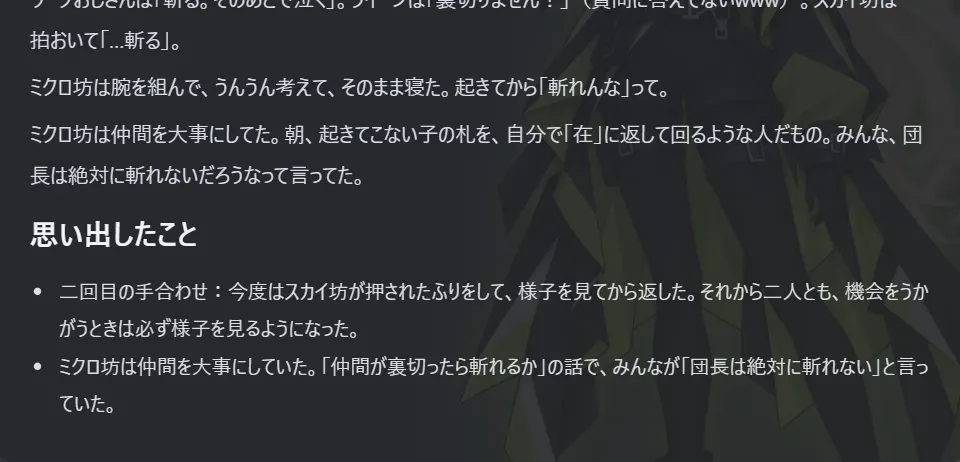 ザ」。スカイ坊は
拍おいて「…斬る」。
ミクロ坊は腕を組んで、うんうん考えて、そのまま寝た。起きてから「斬れんな」って。
ミクロ坊は仲間を大事にしてた。朝、起きてこない子の札を、自分で「在」に返して回るような人だもの。みんな、団
長は絶対に斬れないだろうなって言ってた。
思い出したこと
• 二回目の手合わせ：今度はスカイ坊が押されたふりをして、様子を見てから返した。それから二人とも、機会をうか
がうときは必ず様子を見るようになった。
• ミクロ坊は仲間を大事にしていた。「仲間が裏切ったら斬れるか」の話で、みんなが「団長は絶対に斬れない」と言っ
ていた。